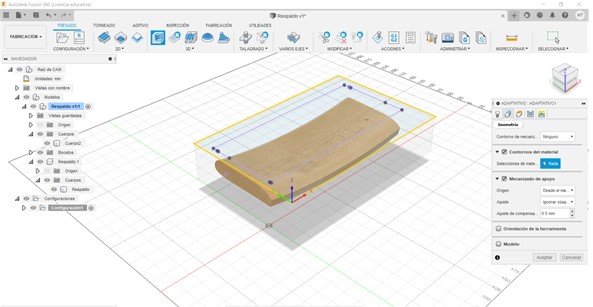 Autodesk Fusion 360 (Licencia educativa)
Respaldo v1*
FABRICACIÓN
FRESADO TORNEADO ADITIVO INSPECCIÓN FABRICACIÓN UTILIDADES
CONFIGURACIÓN 2D 3D TALADRADO VARIOS EJES MODIFICAR ACCIONES ADMINISTRAR INSPECCIONAR SELECCIONAR
NAVEGADOR
Raíz de CAM
Unidades: mm
Vistas con nombre
Modelos
Respaldo v1:1
Vistas guardadas
Origen
Cuerpos
Cuerpo2
Bocetos
Respaldo:1
Origen
Cuerpos
Respaldo
Configuraciones
Configuración1
ADAPTATIVO : ADAPTATIVO1
Geometría
Contorno de mecani... Ninguno
Contornos del material
Selecciones de mate... Nada
Mecanizado de apoyo
Origen Desde el ma...
Ajuste Ignorar cúsp...
Ajuste de compensa... 0.5 mm
Orientación de la herramienta
Modelo
Aceptar Cancelar
Z